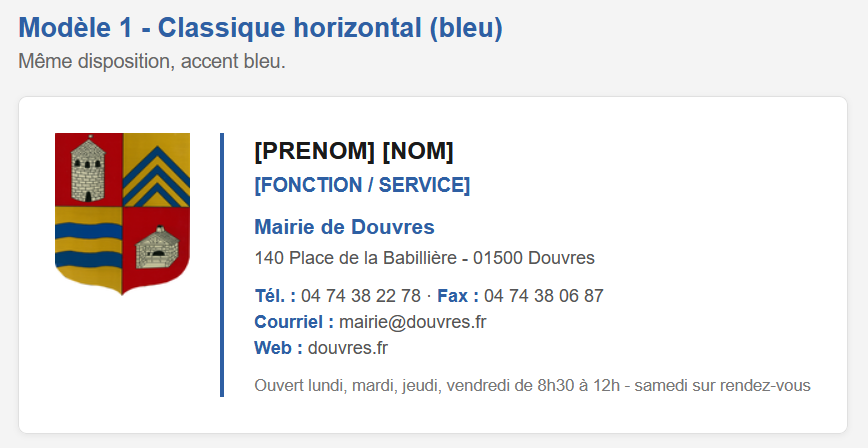 Modèle 1 - Classique horizontal (bleu)
Même disposition, accent bleu.
[PRENOM] [NOM]
[FONCTION / SERVICE]
Mairie de Douvres
140 Place de la Babillière - 01500 Douvres
Tél. : 04 74 38 22 78 · Fax : 04 74 38 06 87
Courriel : mairie@douvres.fr
Web : douvres.fr
Ouvert lundi, mardi, jeudi, vendredi de 8h30 à 12h - samedi sur rendez-vous